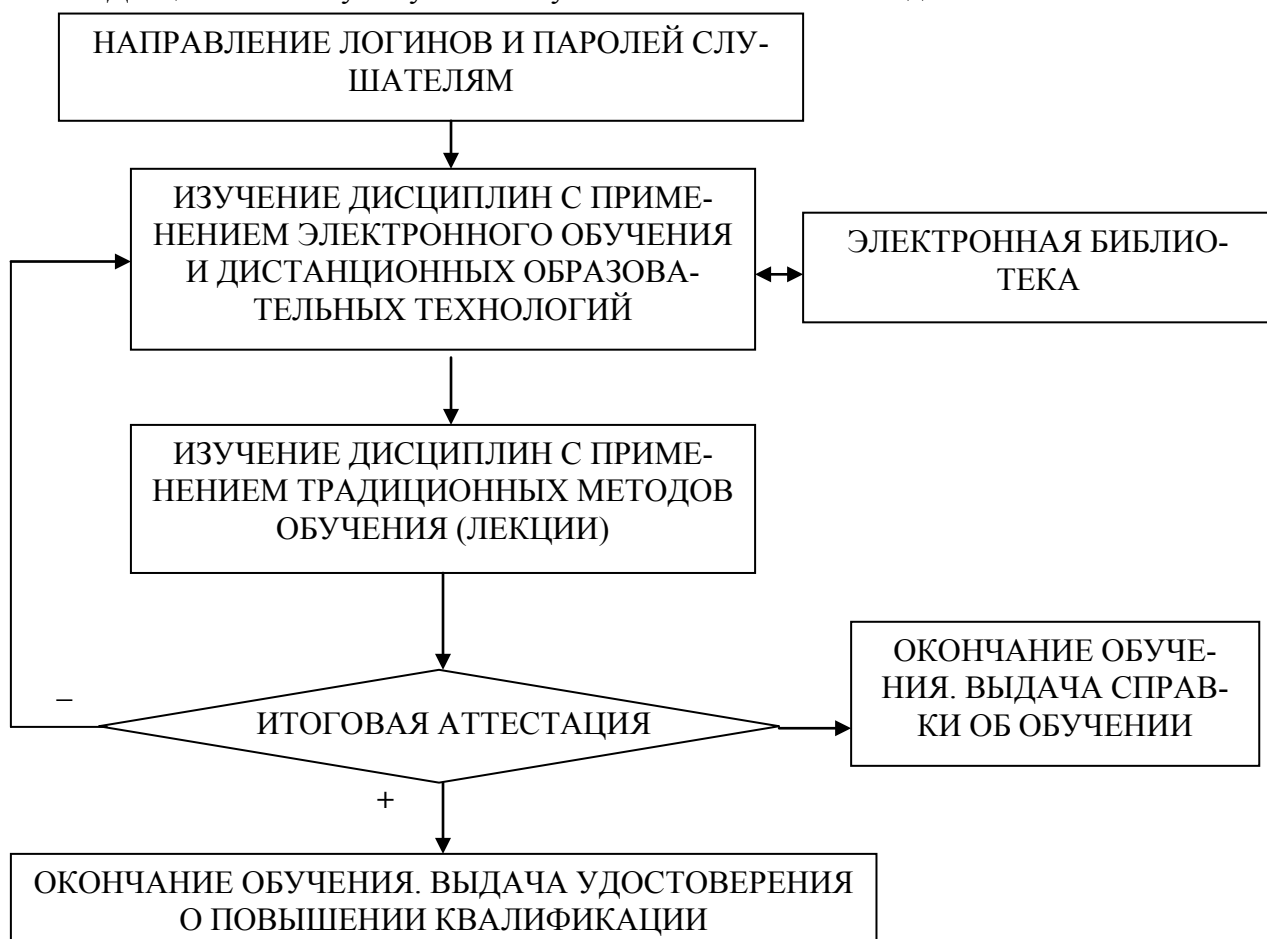 НАПРАВЛЕНИЕ ЛОГИНОВ И ПАРОЛЕЙ СЛУ-
ШАТЕЛЯМ
ИЗУЧЕНИЕ ДИСЦИПЛИН С ПРИМЕ-
НЕНИЕМ ЭЛЕКТРОННОГО ОБУЧЕНИЯ
И ДИСТАНЦИОННЫХ ОБРАЗОВА-
ТЕЛЬНЫХ ТЕХНОЛОГИЙ
ЭЛЕКТРОННАЯ БИБЛИО-
ТЕКА
ИЗУЧЕНИЕ ДИСЦИПЛИН С ПРИМЕ-
НЕНИЕМ ТРАДИЦИОННЫХ МЕТОДОВ
ОБУЧЕНИЯ (ЛЕКЦИИ)
–
ИТОГОВАЯ АТТЕСТАЦИЯ
ОКОНЧАНИЕ ОБУЧЕ-
НИЯ. ВЫДАЧА СПРАВ-
КИ ОБ ОБУЧЕНИИ
+
ОКОНЧАНИЕ ОБУЧЕНИЯ. ВЫДАЧА УДОСТОВЕРЕНИЯ
О ПОВЫШЕНИИ КВАЛИФИКАЦИИ